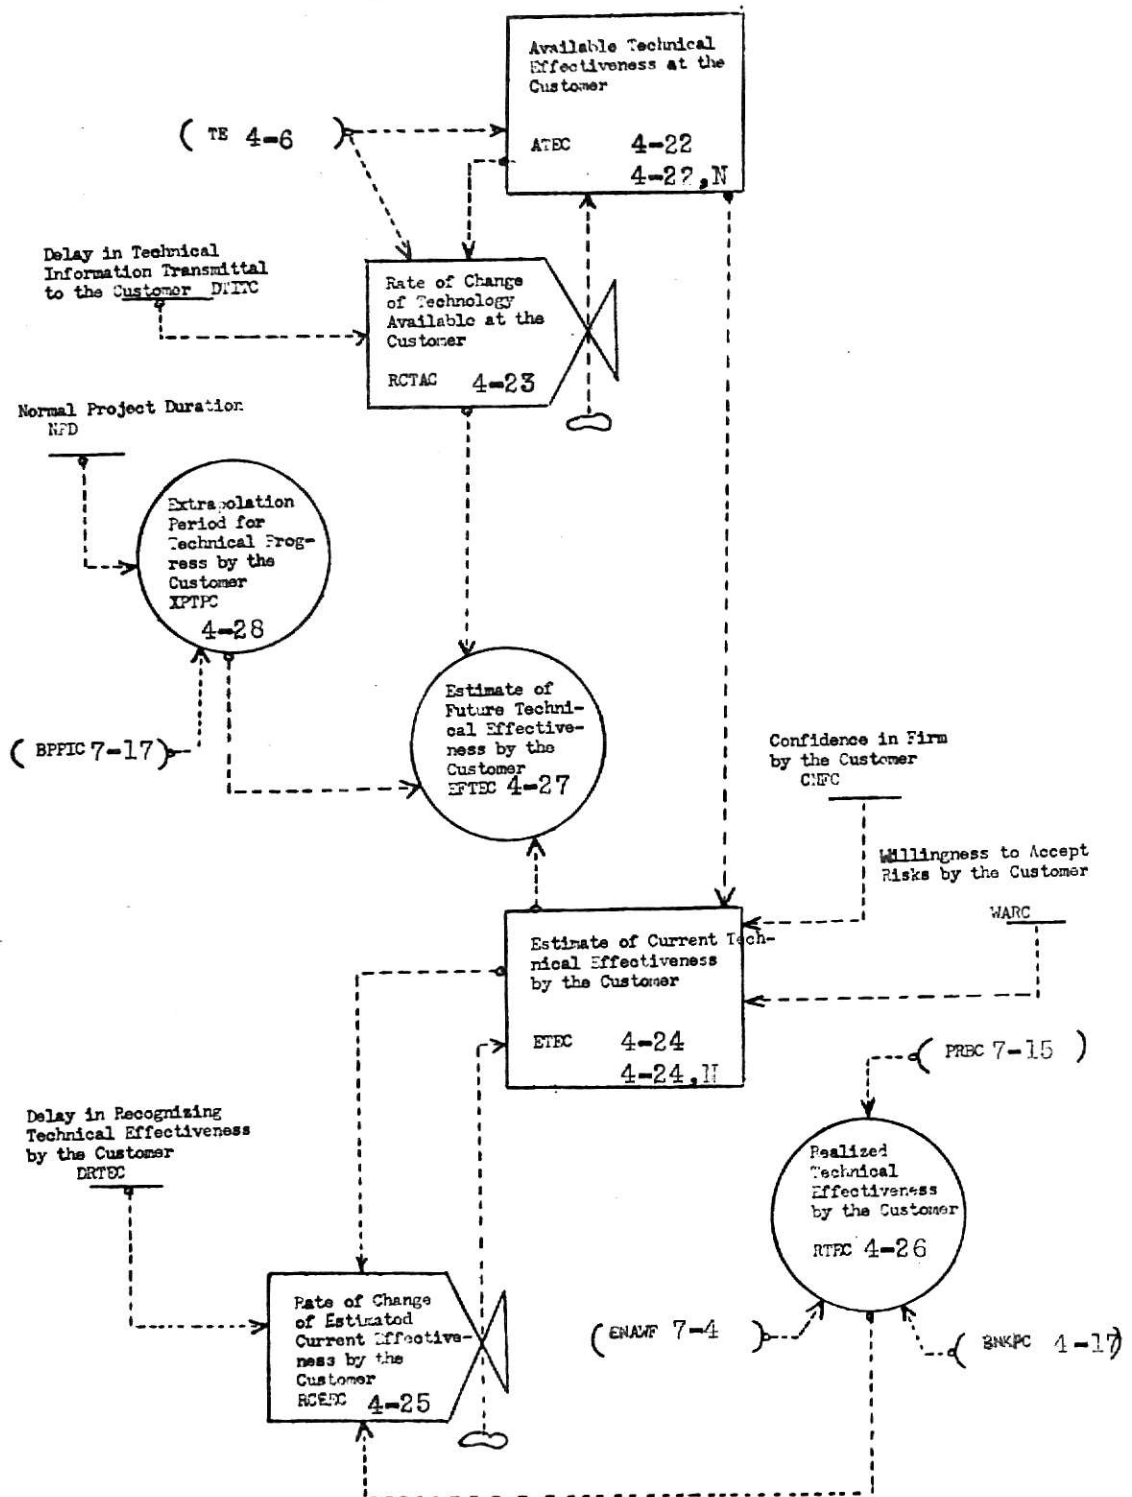 Available Technical
Effectiveness at the
Customer
ATEC 4-22
4-22,N
( TE 4-6 )
Delay in Technical
Information Transmittal
to the Customer DTITC
Rate of Change
of Technology
Available at the
Customer
RCTAC 4-23
Normal Project Duration
NPD
Extrapolation
Period for
Technical Prog-
ress by the
Customer
XPTPC
4-28
( BPFIC 7-17)
Estimate of
Future Techni-
cal Effective-
ness by the
Customer
EFTEC 4-27
Confidence in Firm
by the Customer
Willingness to Accept
Risks by the Customer
WARC
Estimate of Current Tech-
nical Effectiveness
by the Customer
ETEC 4-24
4-24,N
( PRBC 7-15 )
Delay in Recognizing
Technical Effectiveness
by the Customer
DRTEC
Realized
Technical
Effectiveness
by the Customer
RTEC 4-26
Rate of Change
of Estimated
Current Effective-
ness by the
Customer
4-25
( ENAWF 7-4 )
( BNKPC 4-17)